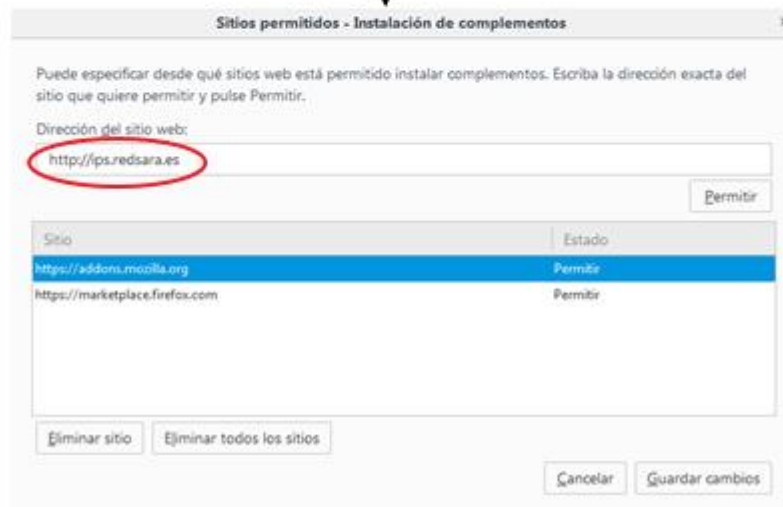 Sitios permitidos - Instalación de complementos
Puede especificar desde qué sitios web está permitido instalar complementos. Escriba la dirección exacta del
sitio que quiere permitir y pulse Permitir.
Dirección del sitio web:
http://ips.redsara.es
Permitir
Sitio Estado
https://addons.mozilla.org Permitir
https://marketplace.firefox.com Permitir
Eliminar sitio Eliminar todos los sitios
Cancelar Guardar cambios